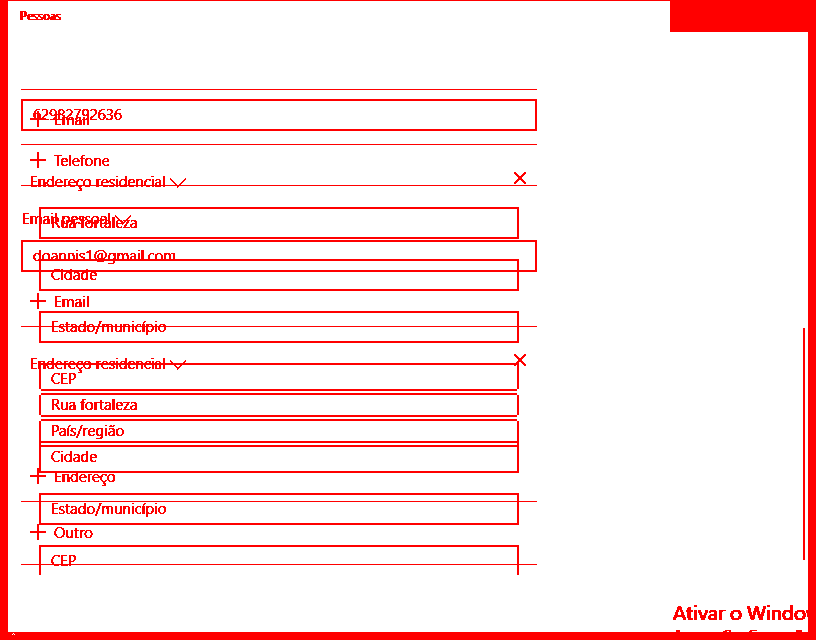 Pessoas
62982792636
Email
Telefone
Endereço residencial
Email pessoal
Rua fortaleza
doannis1@gmail.com
Cidade
Email
Estado/município
Endereço residencial
CEP
Rua fortaleza
País/região
Cidade
Endereço
Estado/município
Outro
CEP
Ativar o Window